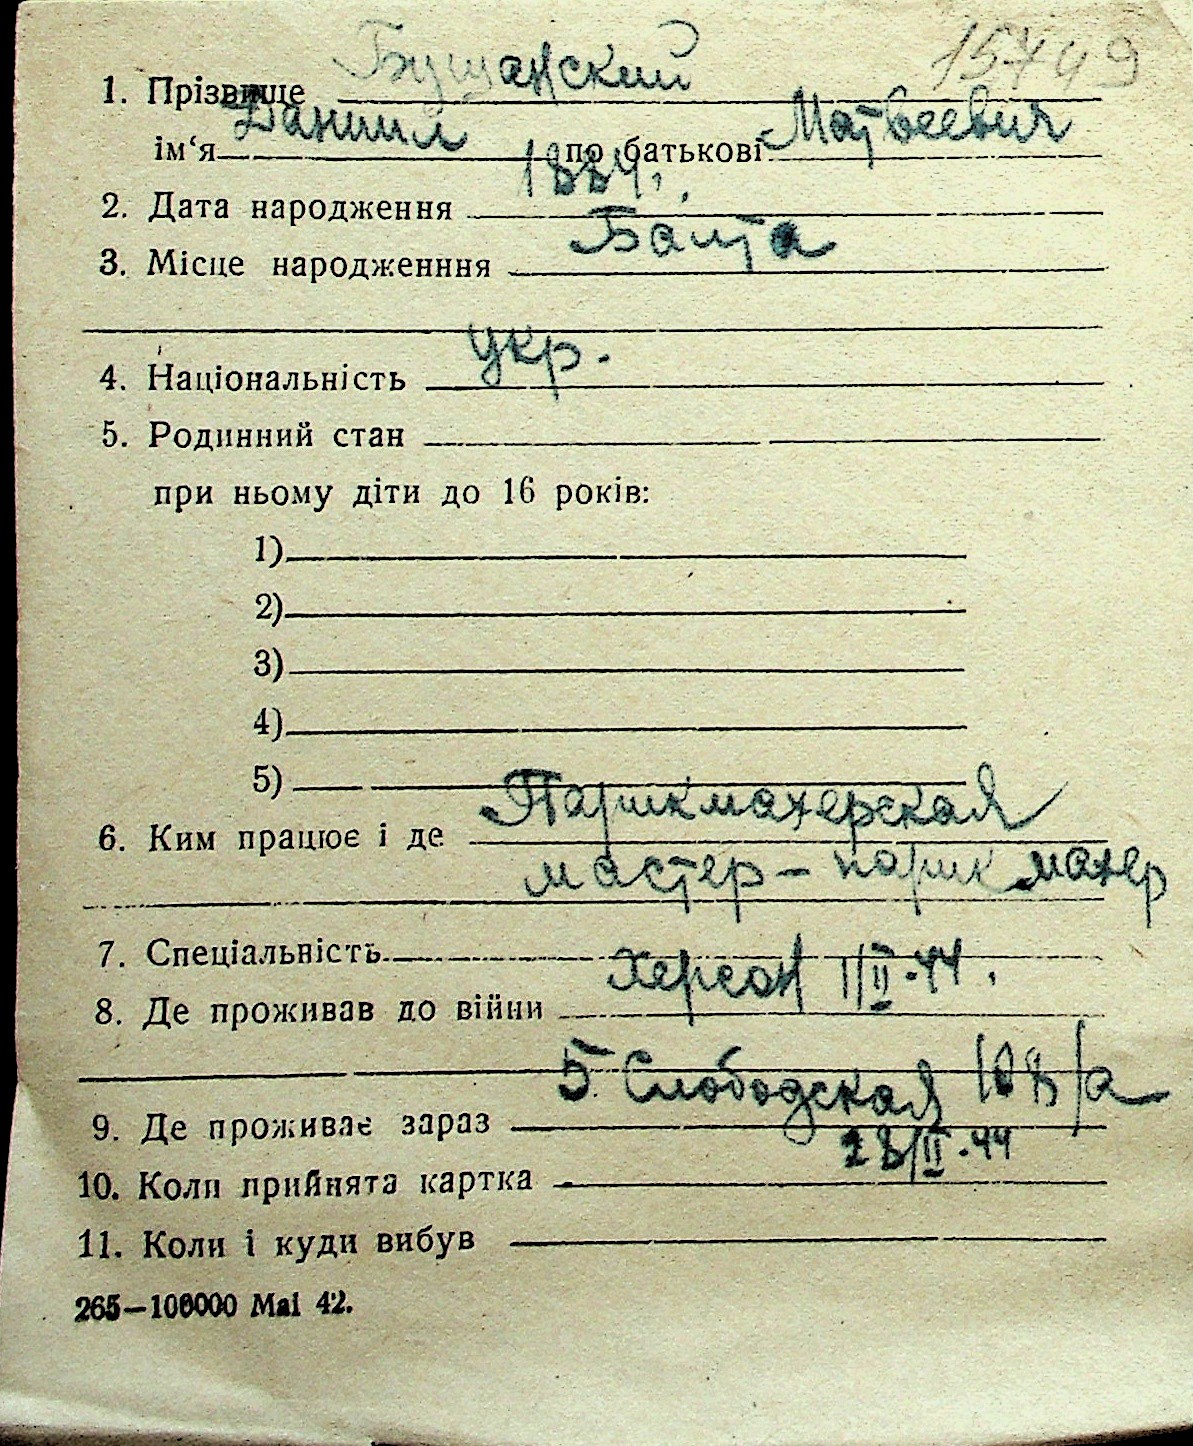 15749
1. Прізвище Бущанский
ім‘я Даниил по батькові Матвеевич
2. Дата народження 1884.
3. Місце народженння Балта
4. Національність укр.
5. Родинний стан
при ньому діти до 16 років:
1)
2)
3)
4)
5)
6. Ким працює і де Парикмахерская
мастер – парикмахер
7. Спеціальність
8. Де проживав до війни Херсон 1/II.44.
9. Де проживає зараз 5 Слободская 108/а
10. Коли прийнята картка 28/II.44
11. Коли і куди вибув
265—100000 Mai 42.